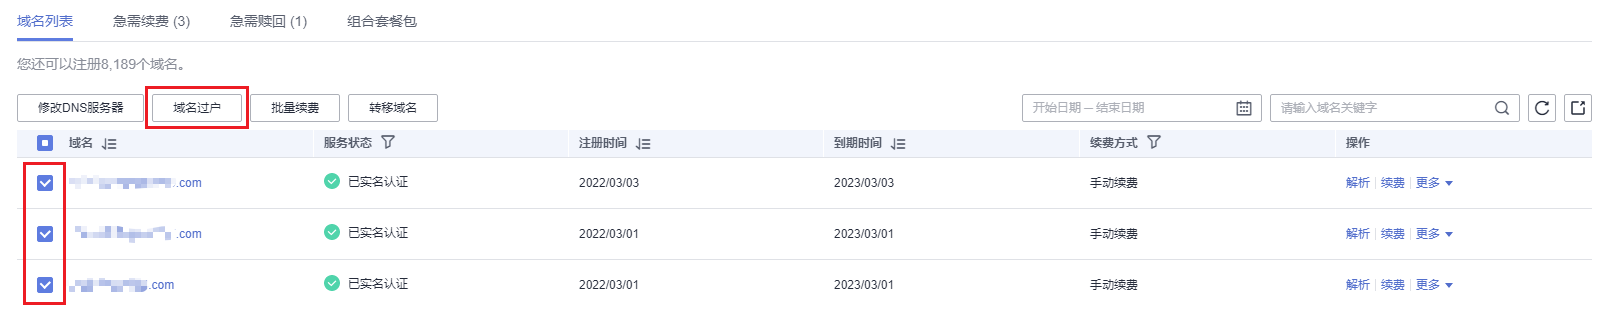 域名列表 急需续费 (3) 急需赎回 (1) 组合套餐包
您还可以注册8,189个域名。
修改DNS服务器 域名过户 批量续费 转移域名 开始日期 – 结束日期 请输入域名关键字
域名 服务状态 注册时间 到期时间 续费方式 操作
.com 已实名认证 2022/03/03 2023/03/03 手动续费 解析 续费 更多
.com 已实名认证 2022/03/01 2023/03/01 手动续费 解析 续费 更多
.com 已实名认证 2022/03/01 2023/03/01 手动续费 解析 续费 更多